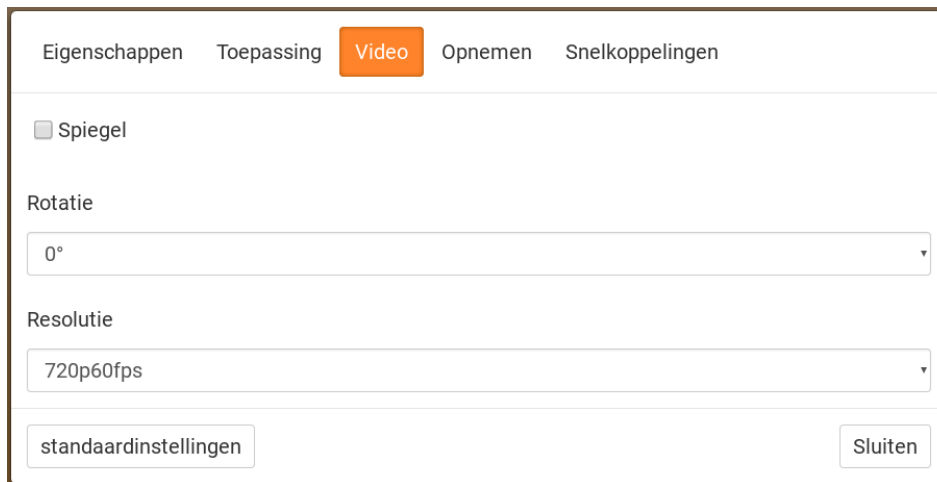 Eigenschappen Toepassing Video Opnemen Snelkoppelingen
Spiegel
Rotatie
0°
Resolutie
720p60fps
standaardinstellingen Sluiten